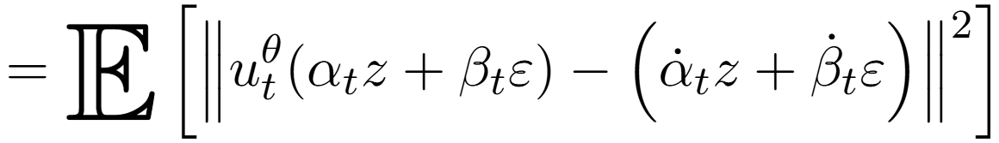 = 𝔼[‖u_t^θ(α_t z + β_t ε) − (α̇_t z + β̇_t ε)‖^2]